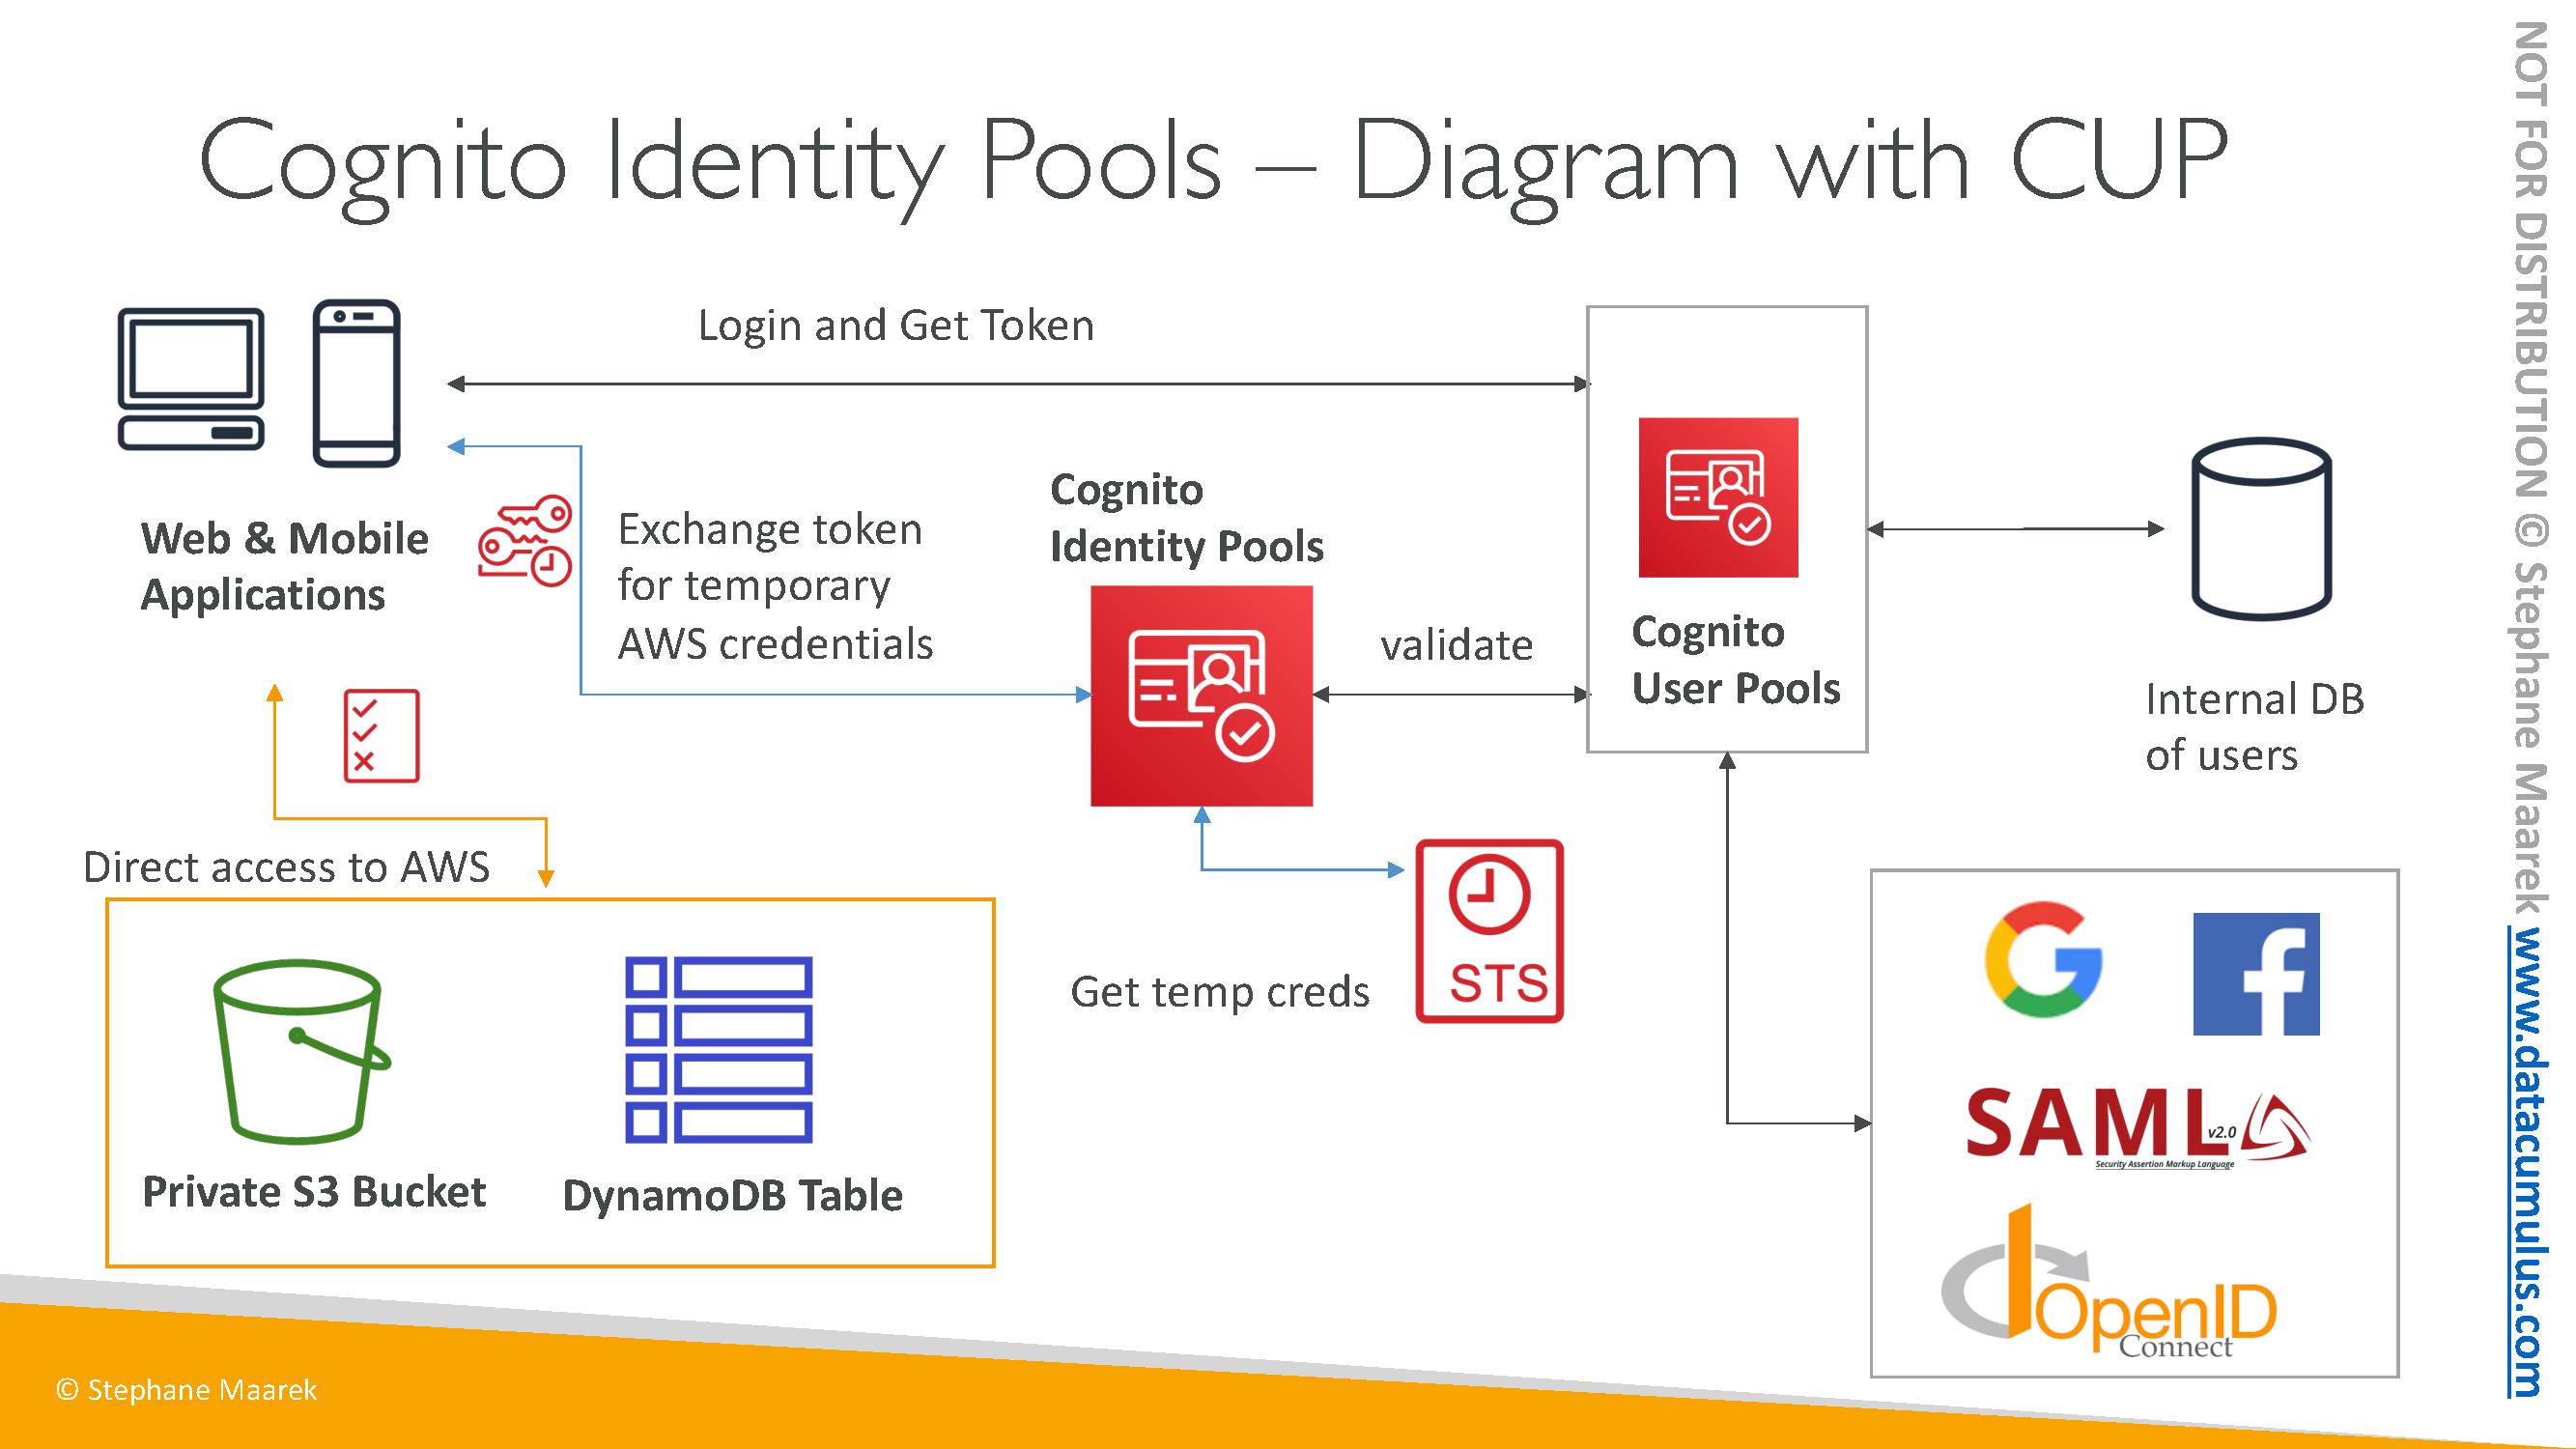 Cognito Identity Pools – Diagram with CUP
Login and Get Token
Web & Mobile
Applications
Exchange token
for temporary
AWS credentials
Cognito
Identity Pools
validate
Cognito
User Pools
Internal DB
of users
Direct access to AWS
Private S3 Bucket
DynamoDB Table
Get temp creds
STS
SAML v2.0
Security Assertion Markup Language
OpenID
Connect
© Stephane Maarek
NOT FOR DISTRIBUTION © Stephane Maarek www.datacumulus.com